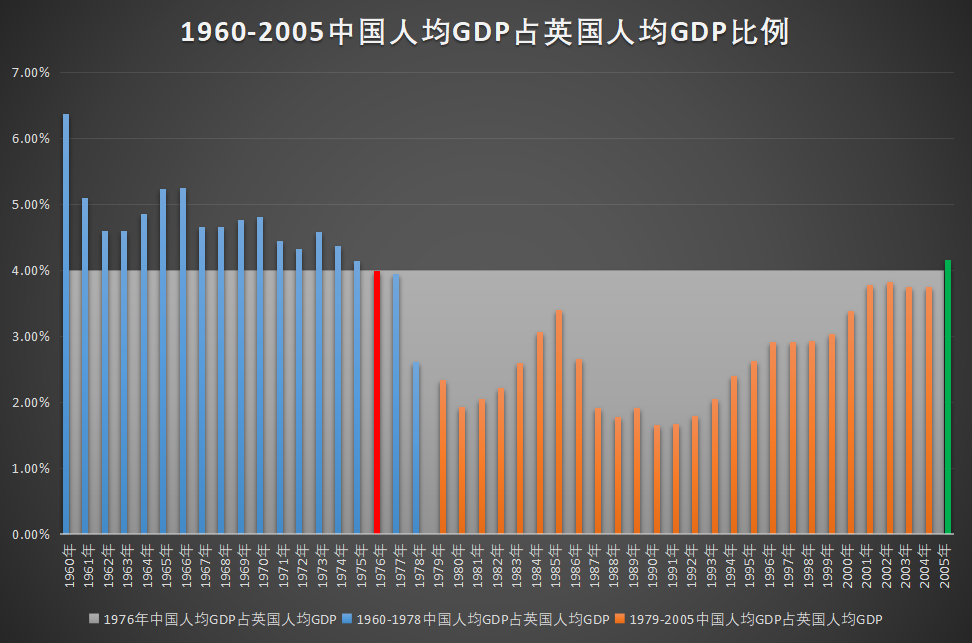 1960-2005中国人均GDP占英国人均GDP比例
7.00%
6.00%
5.00%
4.00%
3.00%
2.00%
1.00%
0.00%
1960年
1961年
1962年
1963年
1964年
1965年
1966年
1967年
1968年
1969年
1970年
1971年
1972年
1973年
1974年
1975年
1976年
1977年
1978年
1979年
1980年
1981年
1982年
1983年
1984年
1985年
1986年
1987年
1988年
1989年
1990年
1991年
1992年
1993年
1994年
1995年
1996年
1997年
1998年
1999年
2000年
2001年
2002年
2003年
2004年
2005年
1976年中国人均GDP占英国人均GDP 1960-1978中国人均GDP占英国人均GDP 1979-2005中国人均GDP占英国人均GDP